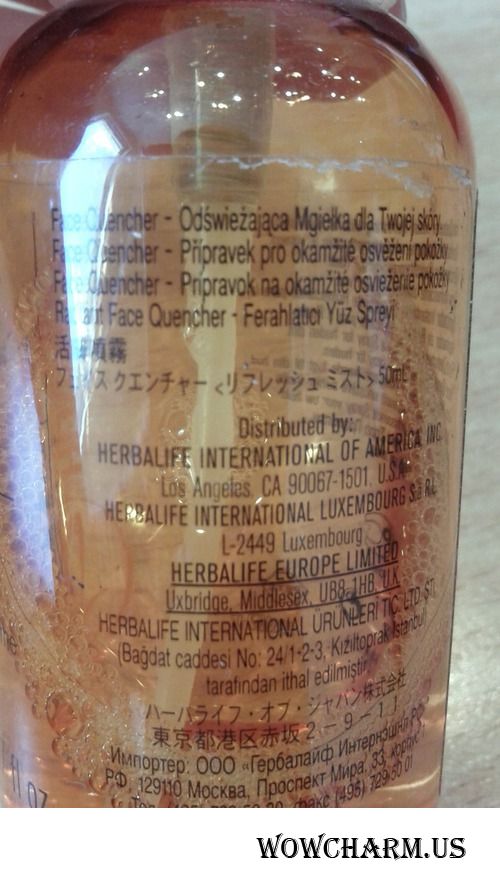 Face Quencher - Odświeżająca Mgiełka dla Twojej skóry
Face Quencher - Přípravek pro okamžité osvěžení pokožky
Face Quencher - Prípravok na okamžité osvieženie pokožky
Radiant Face Quencher - Ferahlatıcı Yüz Spreyi
活 噴霧
フェイスクエンチャー <リフレッシュ ミスト> 50mL
Distributed by:
HERBALIFE INTERNATIONAL OF AMERICA INC.
Los Angeles, CA 90067-1501, U.S.A.
HERBALIFE INTERNATIONAL LUXEMBOURG S.à R.L.
L-2449 Luxembourg
HERBALIFE EUROPE LIMITED
Uxbridge, Middlesex, UB8-1HB, UK
HERBALIFE INTERNATIONAL ÜRÜNLERİ TİC. LTD. ŞTİ.
(Bağdat caddesi No: 24/1-2-3, Kızıltoprak İstanbul)
tarafından ithal edilmiştir.
ハーバライフ・オブ・ジャパン株式会社
東京都港区赤坂2-9-11
Импортер: ООО «Гербалайф Интернэшнл РС»
РФ, 129110 Москва, Проспект Мира, 33, корпус 1
факс (495) 729 50 01
fl oz
WOWCHARM.US